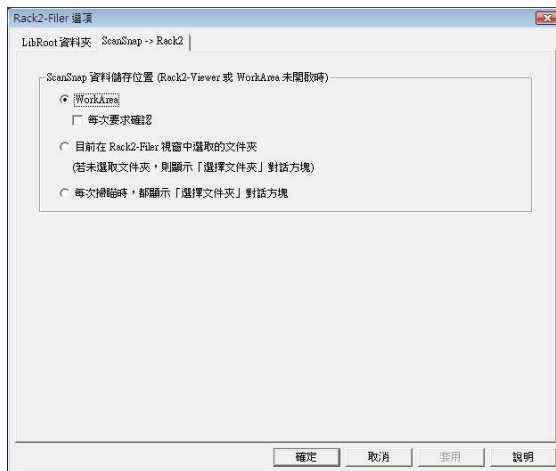 Rack2-Filer 選項
LibRoot 資料夾 ScanSnap -> Rack2
ScanSnap 資料儲存位置 (Rack2-Viewer 或 WorkArea 未開啟時)
WorkArea
每次要求確認
目前在 Rack2-Filer 視窗中選取的文件夾
(若未選取文件夾，則顯示「選擇文件夾」對話方塊)
每次掃瞄時，都顯示「選擇文件夾」對話方塊
確定 取消 套用 說明